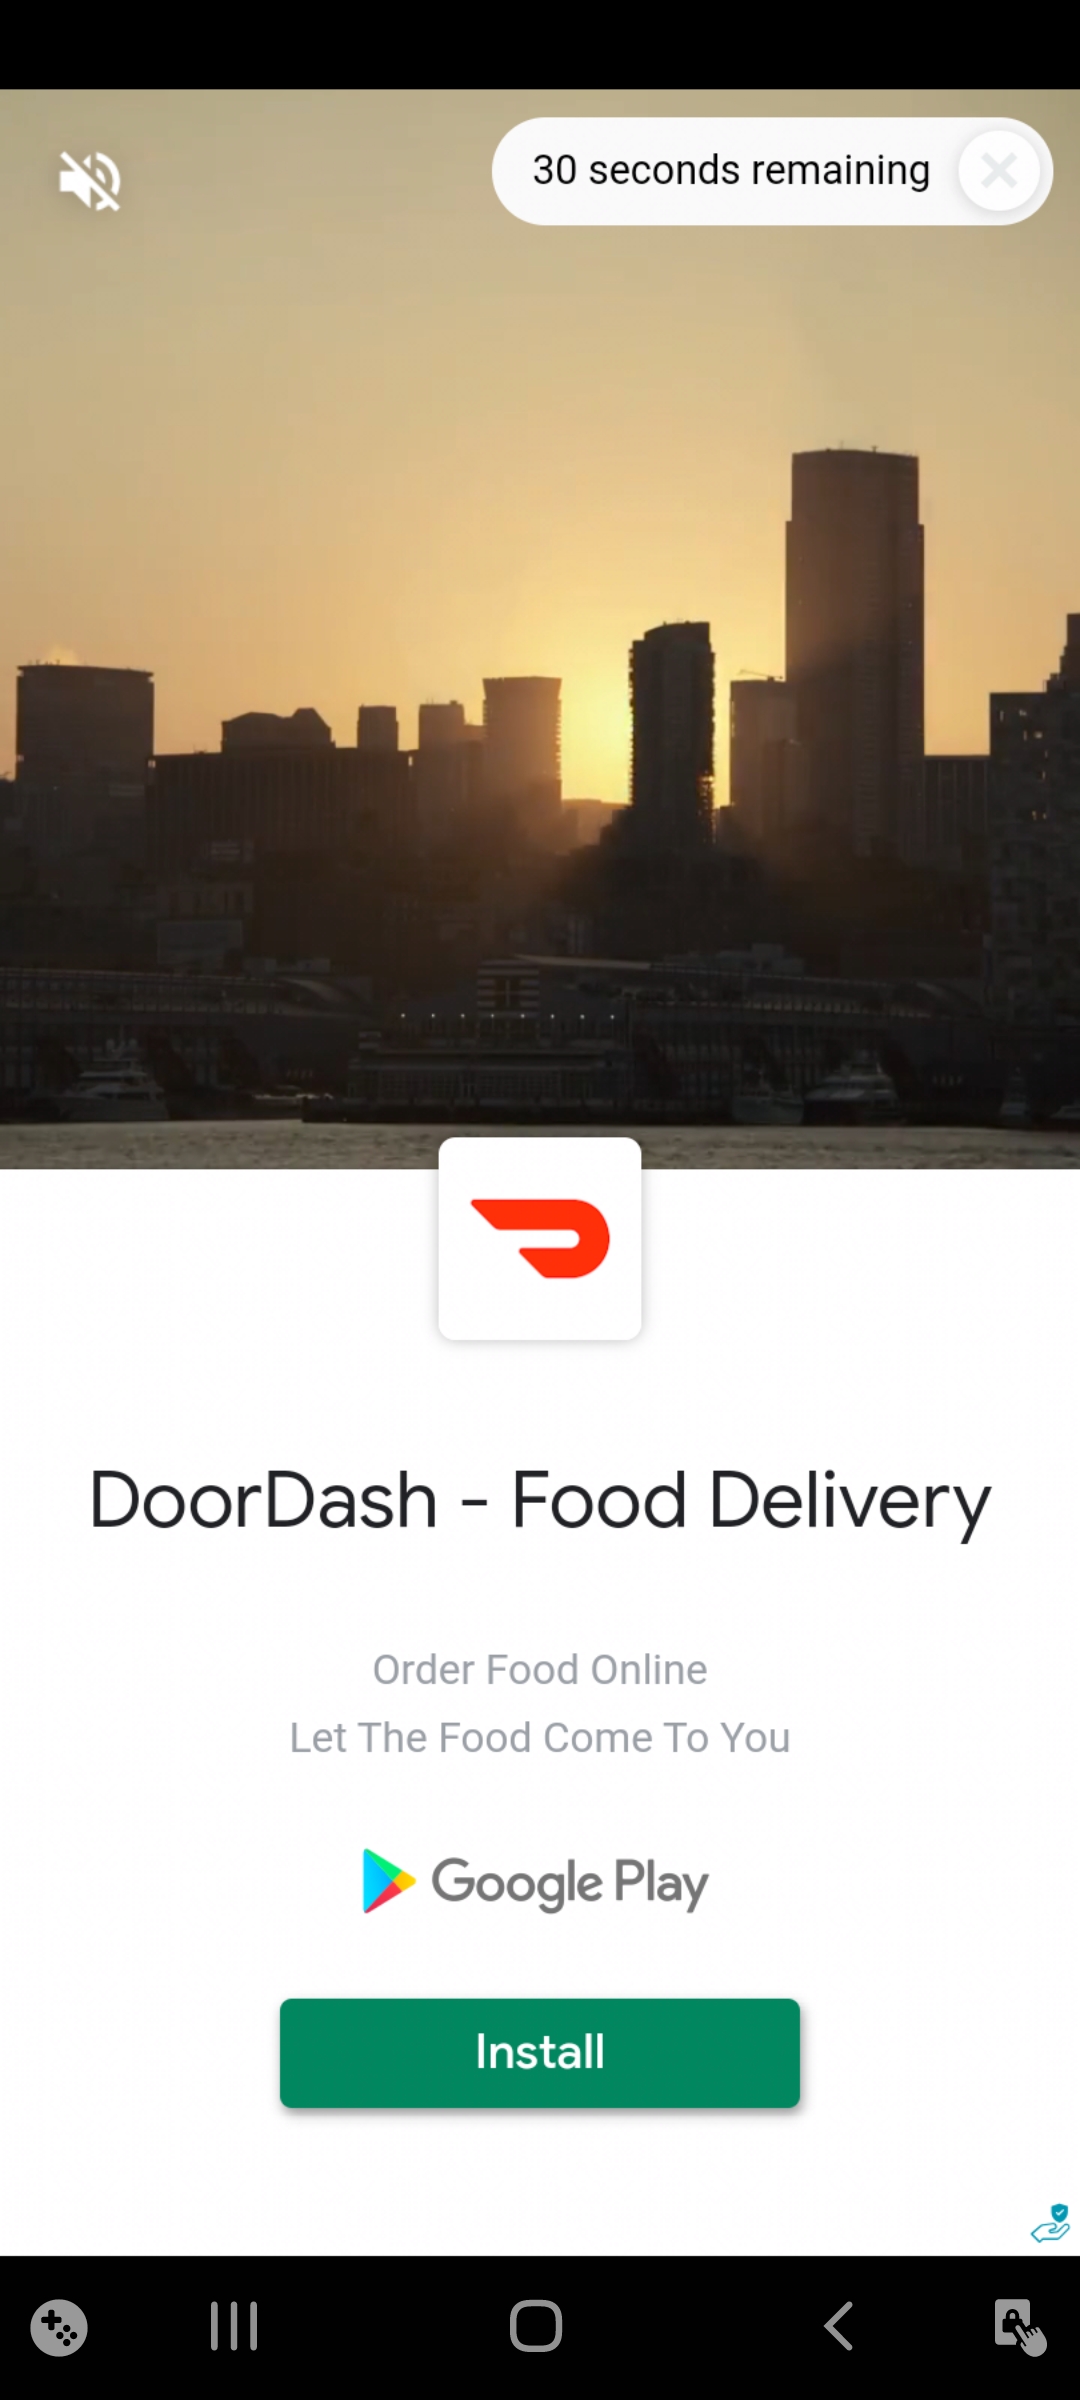 30 seconds remaining
DoorDash - Food Delivery
Order Food Online
Let The Food Come To You
Google Play
Install